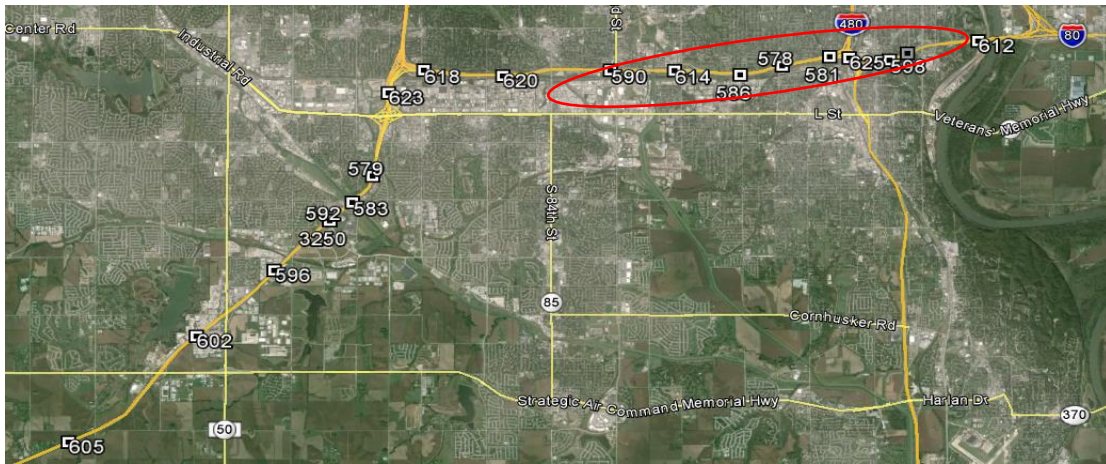 Center Rd
Industrial Rd
d St
480
80
612
578
581
625
598
618
620
590
614
586
623
L St
Veterans' Memorial Hwy
579
592
583
3250
596
S 84th St
85
Cornhusker Rd
602
Strategic Air Command Memorial Hwy
Harlan Dr
370
50
605